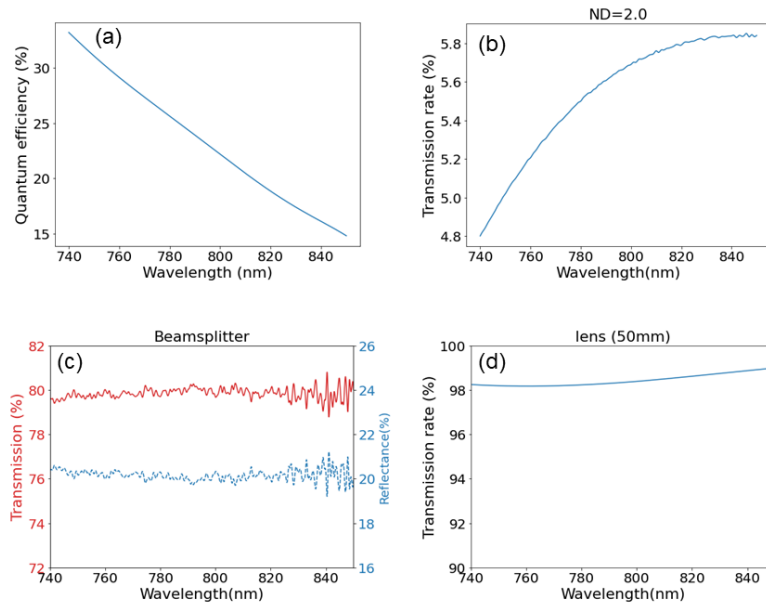 (a)
Quantum efficiency (%)
30
25
20
15
740 760 780 800 820 840
Wavelength (nm)
ND=2.0
(b)
Transmission rate (%)
5.8
5.6
5.4
5.2
5.0
4.8
740 760 780 800 820 840
Wavelength(nm)
Beamsplitter
(c)
Transmission (%)
82
80
78
76
74
72
26
24
22
20
18
16
Reflectance(%)
740 760 780 800 820 840
Wavelength(nm)
lens (50mm)
(d)
Transmission rate (%)
100
98
96
94
92
90
740 760 780 800 820 840
Wavelength(nm)